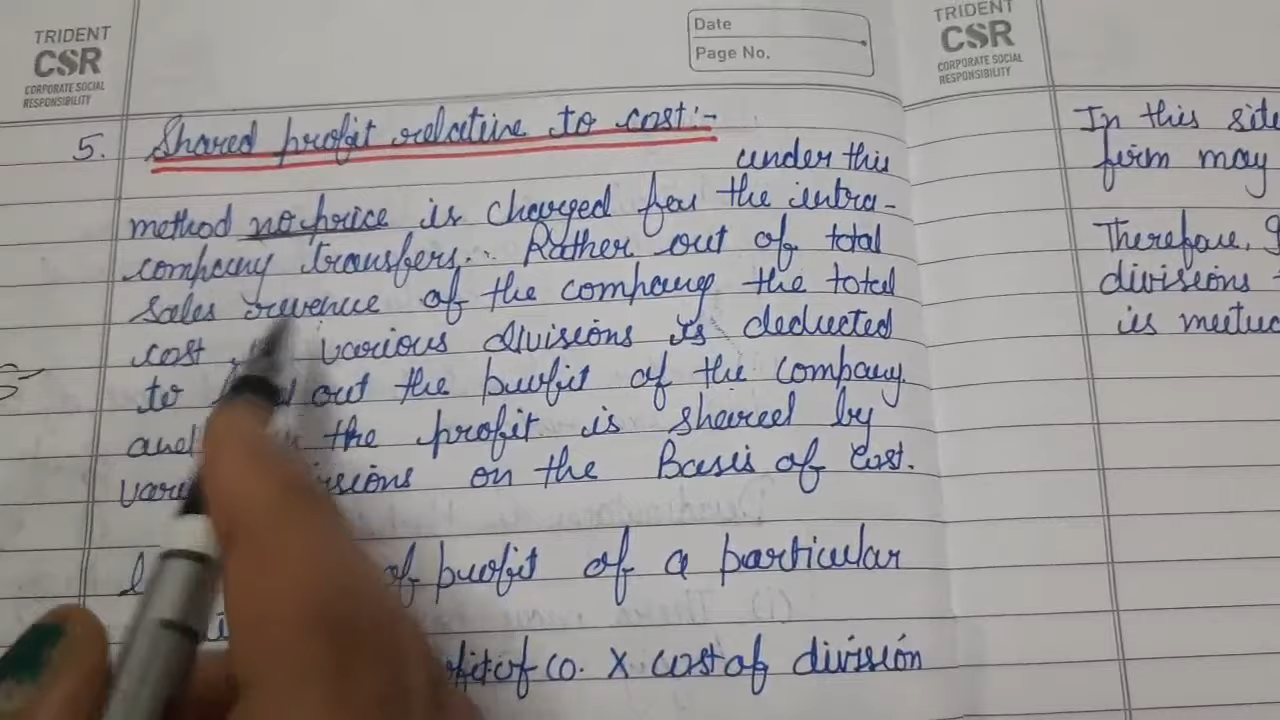 TRIDENT
CSR
CORPORATE SOCIAL
RESPONSIBILITY
Date
Page No.
5. Shared profit relative to cost:-
under this
method no price is charged for the intra-
company transfers. Rather out of total
sales revenue of the company the total
cost various divisions is deducted
to out the profit of the company
and the profit is shared by
on the Basis of Cost.
of profit of a particular
of co. X cost of division
TRIDENT
CSR
CORPORATE SOCIAL
RESPONSIBILITY
In this
firm may
Therefore,
divisions
is